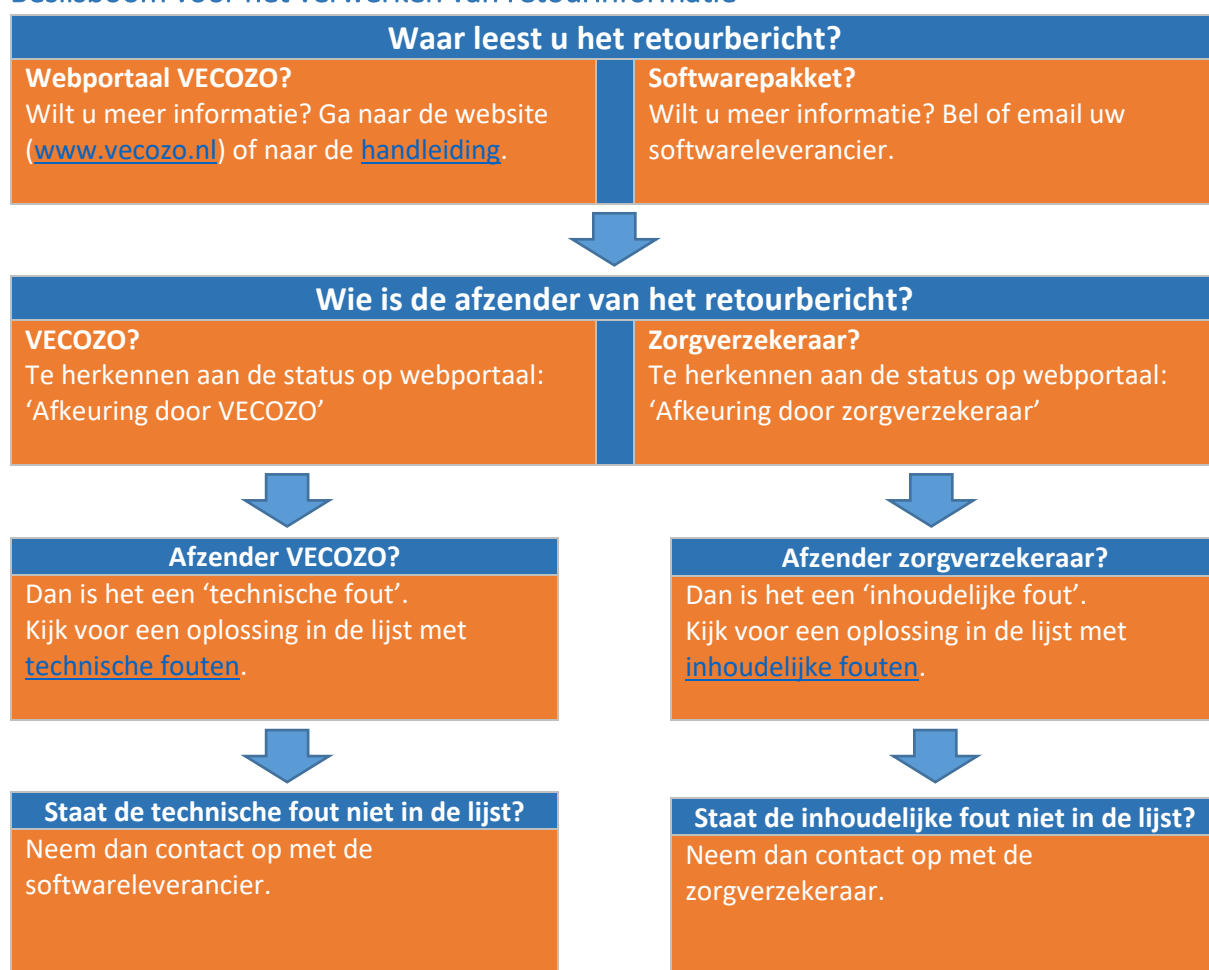 Beslisboom voor het verwerken van retourinformatie
Waar leest u het retourbericht?
Webportaal VECOZO?
Wilt u meer informatie? Ga naar de website
(www.vecozo.nl) of naar de handleiding.
Softwarepakket?
Wilt u meer informatie? Bel of email uw
softwareleverancier.
Wie is de afzender van het retourbericht?
VECOZO?
Te herkennen aan de status op webportaal:
‘Afkeuring door VECOZO’
Zorgverzekeraar?
Te herkennen aan de status op webportaal:
‘Afkeuring door zorgverzekeraar’
Afzender VECOZO?
Dan is het een ‘technische fout’.
Kijk voor een oplossing in de lijst met
technische fouten.
Afzender zorgverzekeraar?
Dan is het een ‘inhoudelijke fout’.
Kijk voor een oplossing in de lijst met
inhoudelijke fouten.
Staat de technische fout niet in de lijst?
Neem dan contact op met de
softwareleverancier.
Staat de inhoudelijke fout niet in de lijst?
Neem dan contact op met de
zorgverzekeraar.